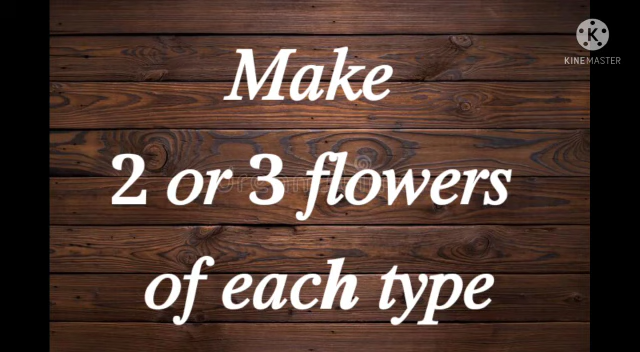 Make
2 or 3 flowers
of each type
K
KINEMASTER